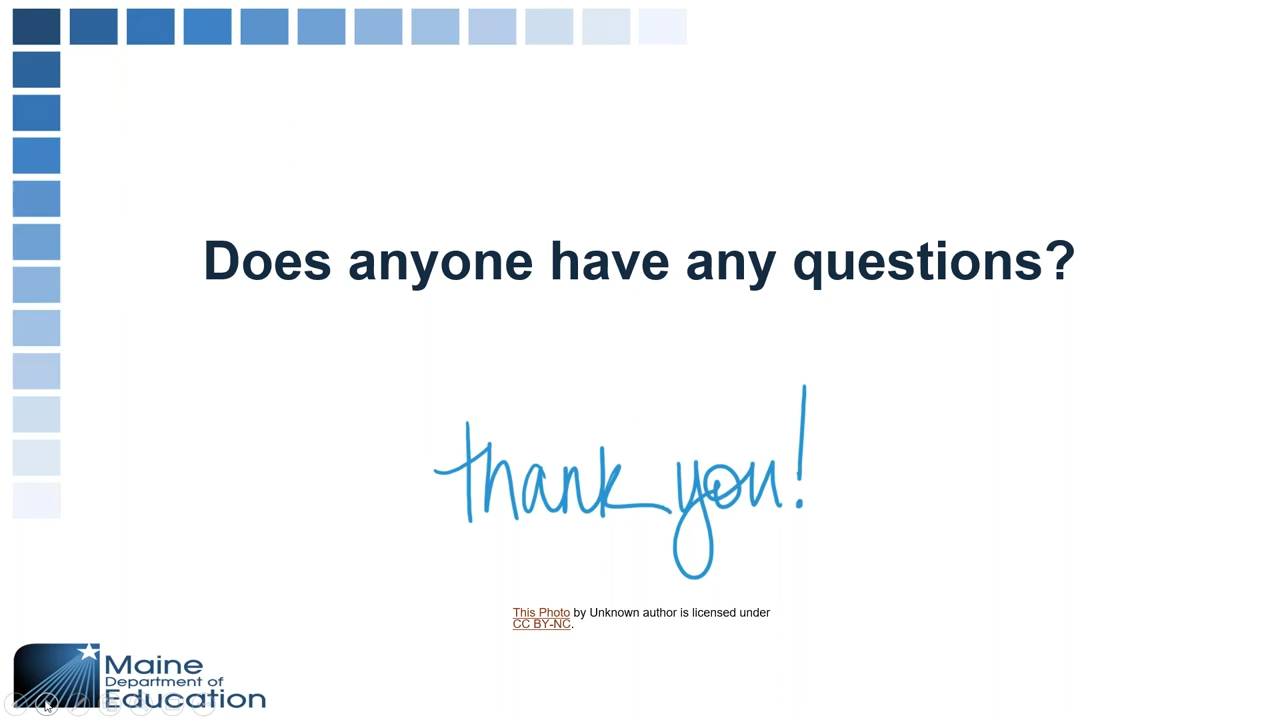 Does anyone have any questions?
thank you!
This Photo by Unknown author is licensed under
CC BY-NC.
Maine
Department of
Education